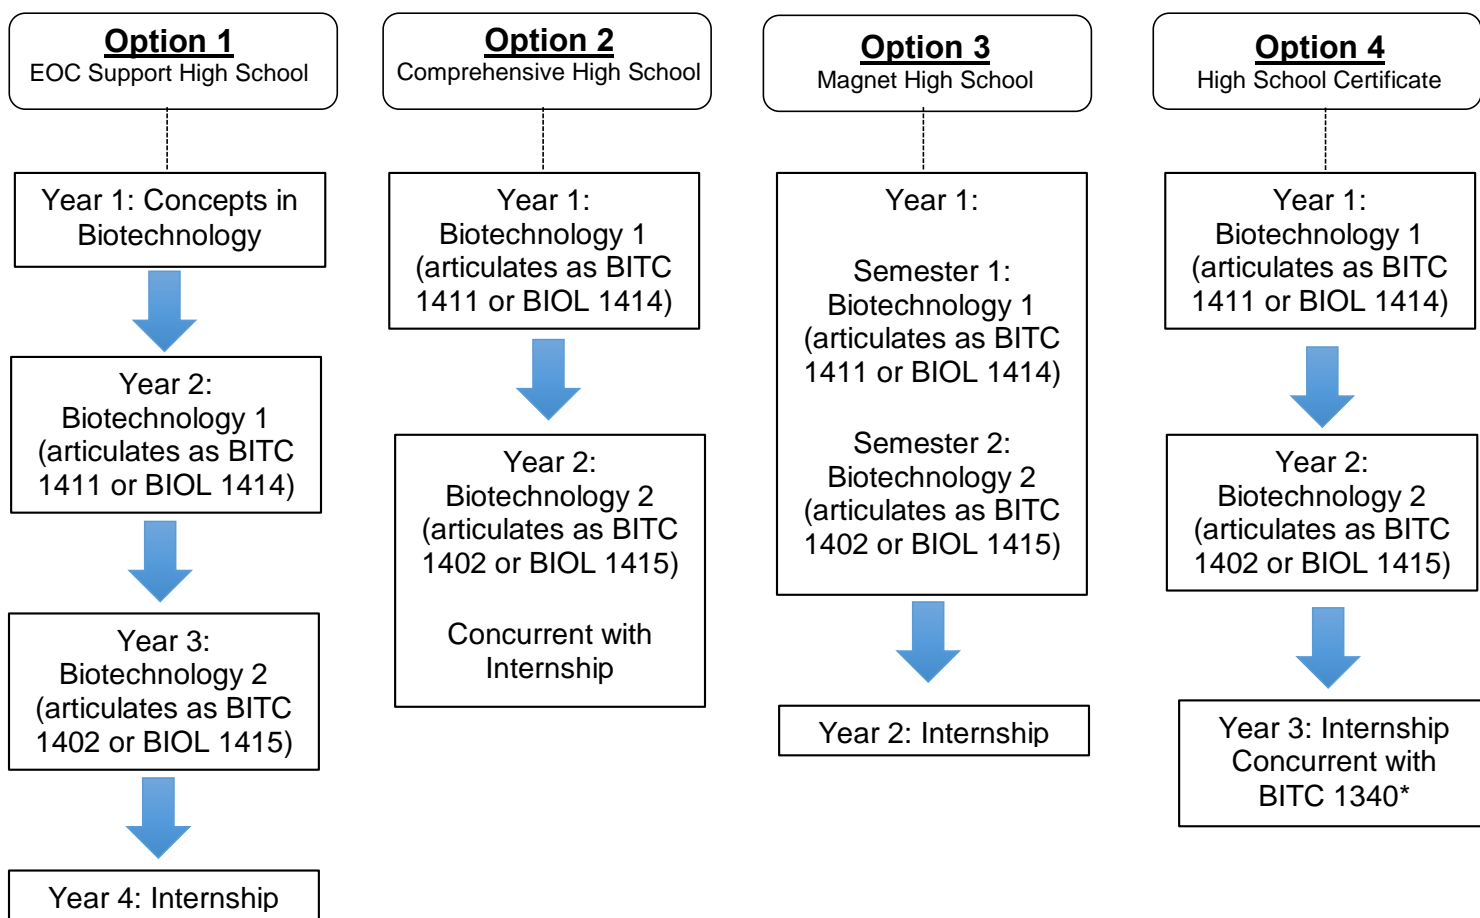 Option 1
EOC Support High School
Year 1: Concepts in
Biotechnology
Year 2:
Biotechnology 1
(articulates as BITC
1411 or BIOL 1414)
Year 3:
Biotechnology 2
(articulates as BITC
1402 or BIOL 1415)
Year 4: Internship
Option 2
Comprehensive High School
Year 1:
Biotechnology 1
(articulates as BITC
1411 or BIOL 1414)
Year 2:
Biotechnology 2
(articulates as BITC
1402 or BIOL 1415)
Concurrent with
Internship
Option 3
Magnet High School
Year 1:
Semester 1:
Biotechnology 1
(articulates as BITC
1411 or BIOL 1414)
Semester 2:
Biotechnology 2
(articulates as BITC
1402 or BIOL 1415)
Year 2: Internship
Option 4
High School Certificate
Year 1:
Biotechnology 1
(articulates as BITC
1411 or BIOL 1414)
Year 2:
Biotechnology 2
(articulates as BITC
1402 or BIOL 1415)
Year 3: Internship
Concurrent with
BITC 1340*